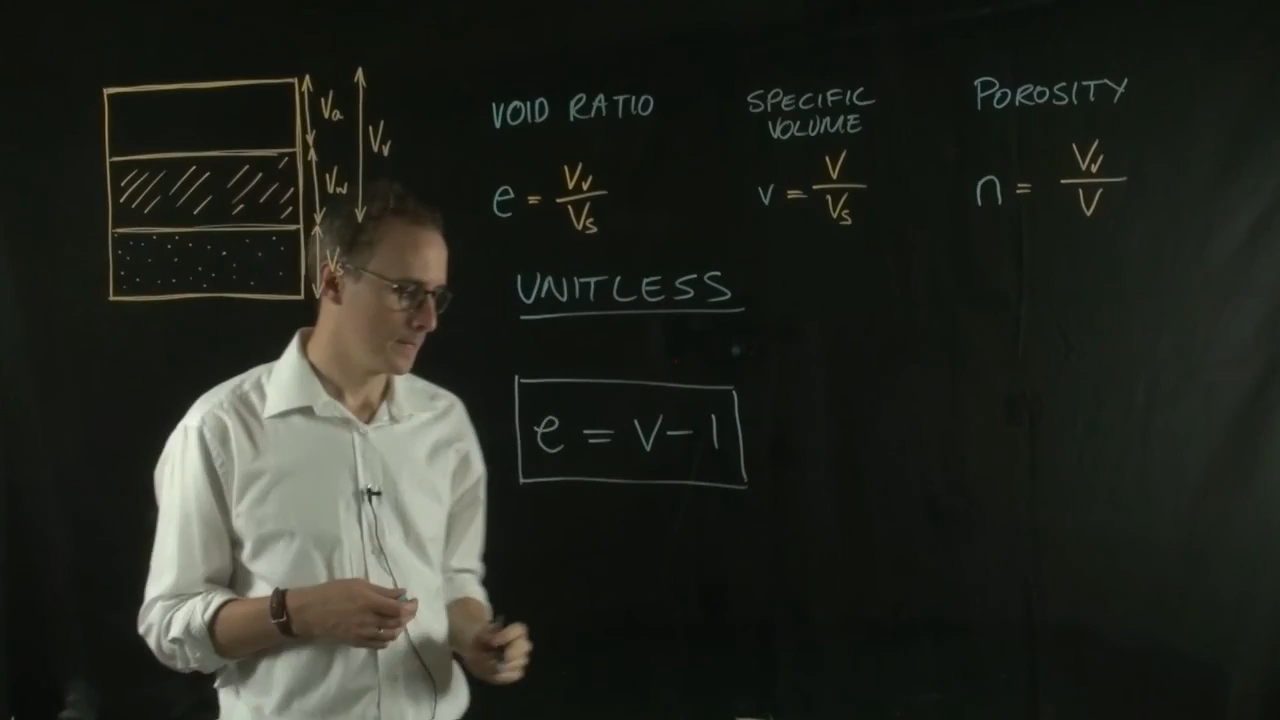 Va
Vv
Vw
Vs
VOID RATIO
e = Vv/Vs
SPECIFIC
VOLUME
v = V/Vs
POROSITY
n = Vv/V
UNITLESS
e = v - 1